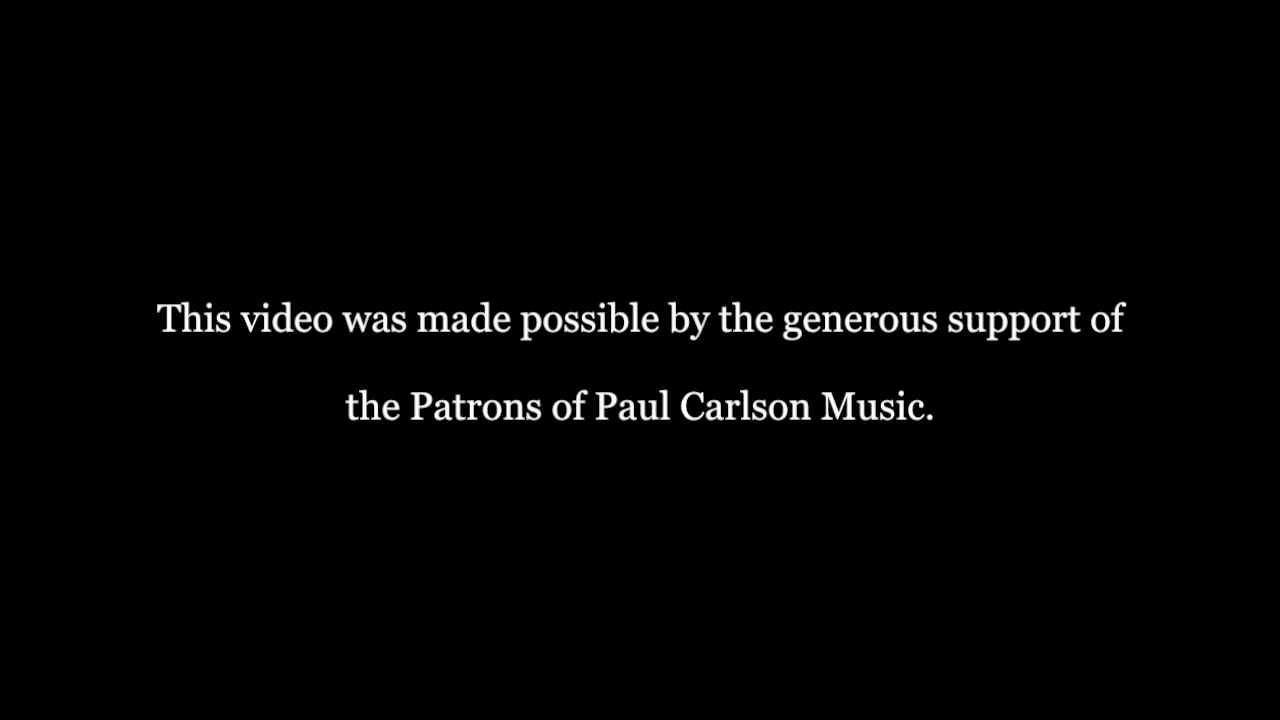 This video was made possible by the generous support of
the Patrons of Paul Carlson Music.